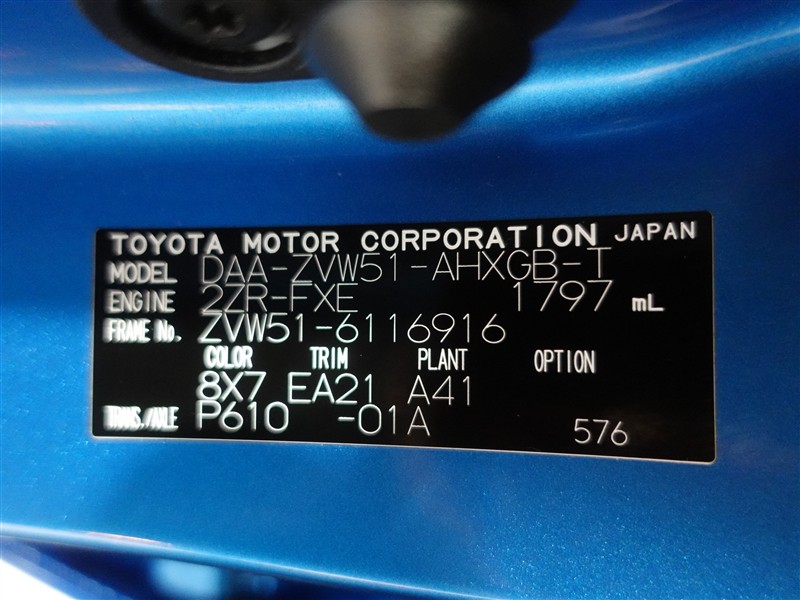 TOYOTA MOTOR CORPORATION JAPAN
MODEL DAA-ZVW51-AHXGB-T
ENGINE 2ZR-FXE 1797 mL
FRAME No. ZVW51-6116916
COLOR TRIM PLANT OPTION
8X7 EA21 A41
TRANS./AXLE P610 -01A 576